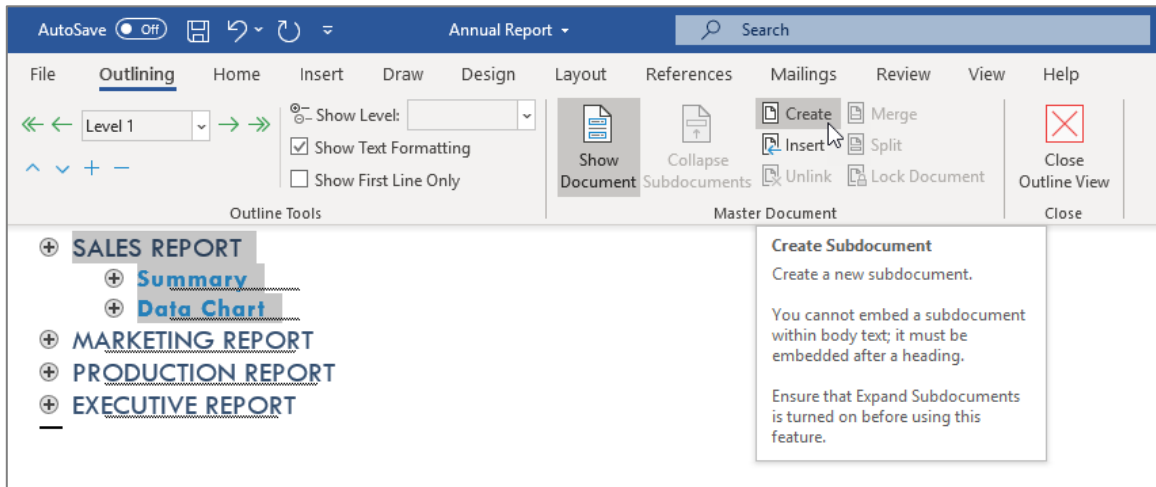 AutoSave Off Annual Report Search
File Outlining Home Insert Draw Design Layout References Mailings Review View Help
Level 1
Show Level:
Show Text Formatting
Show First Line Only
Outline Tools
Show
Document
Collapse
Subdocuments
Create
Insert
Unlink
Merge
Split
Lock Document
Master Document
Close
Outline View
Close
SALES REPORT
Summary
Data Chart
MARKETING REPORT
PRODUCTION REPORT
EXECUTIVE REPORT
Create Subdocument
Create a new subdocument.
You cannot embed a subdocument
within body text; it must be
embedded after a heading.
Ensure that Expand Subdocuments
is turned on before using this
feature.